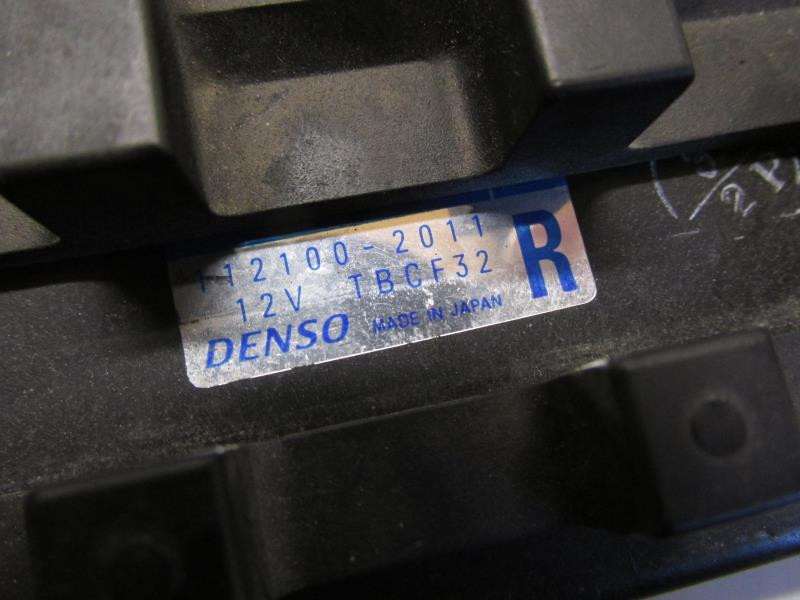 112100-2011
12V TBCF32
R
DENSO MADE IN JAPAN